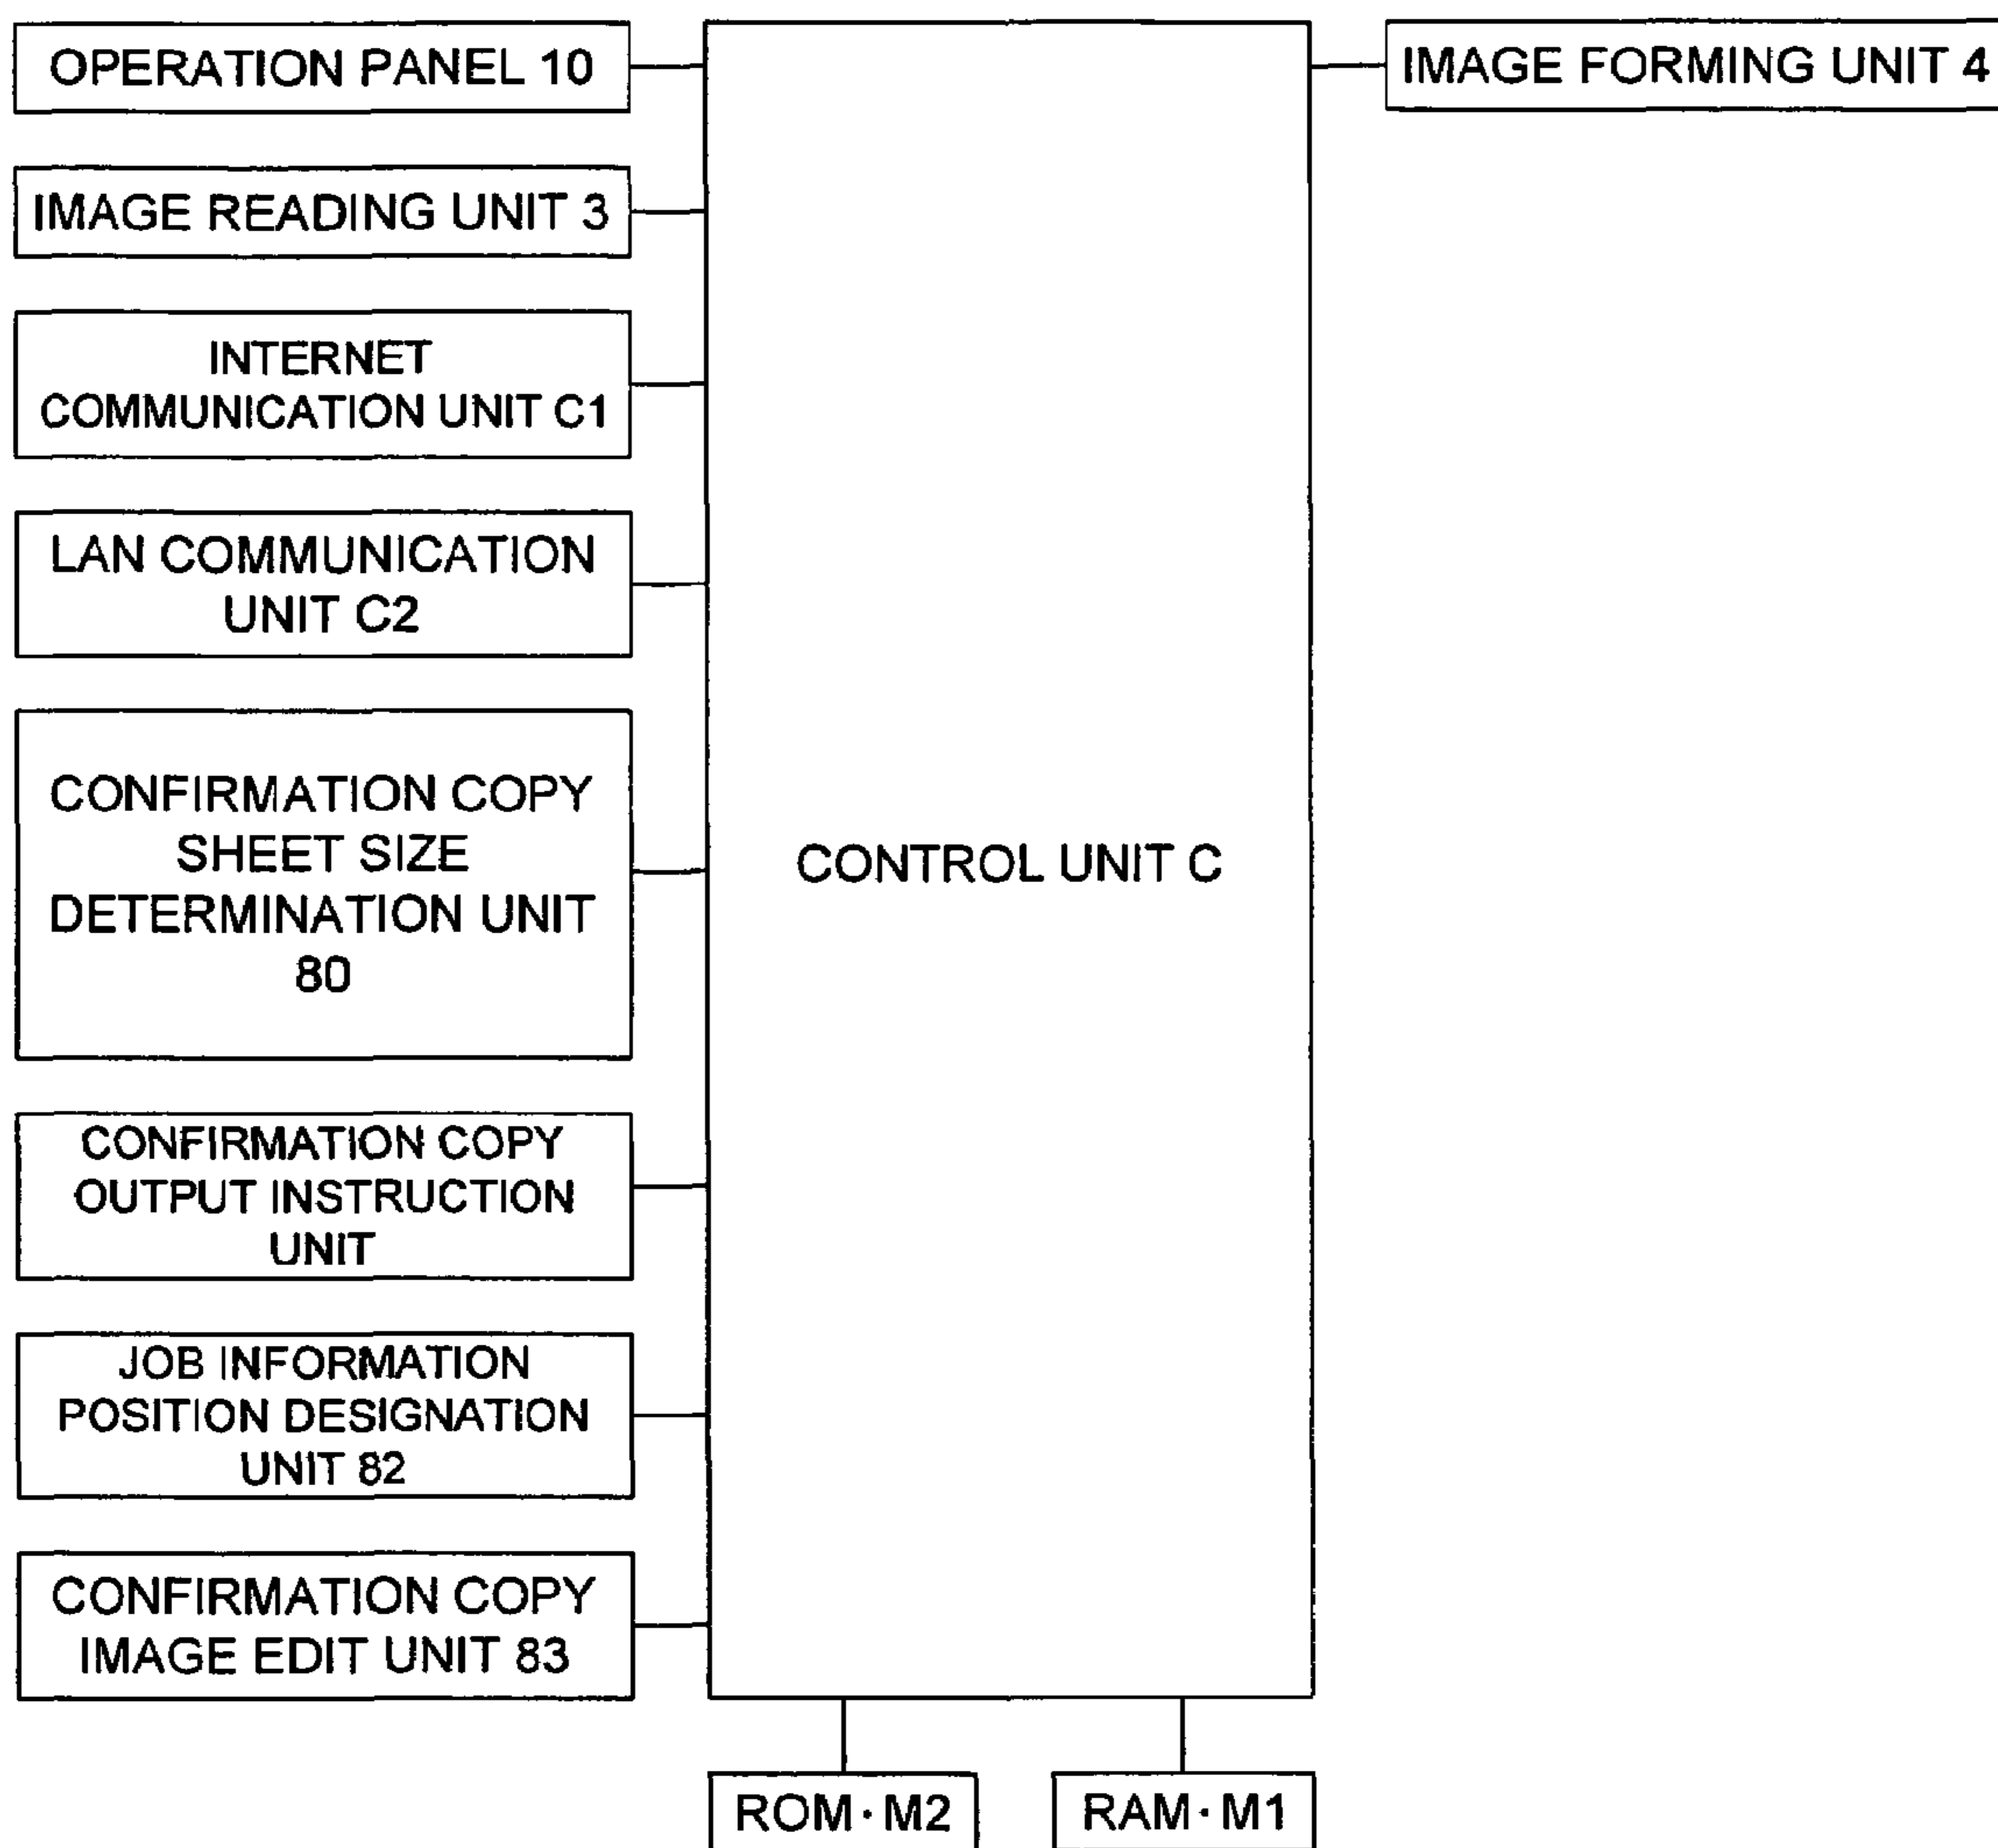 OPERATION PANEL 10
IMAGE FORMING UNIT 4
IMAGE READING UNIT 3
INTERNET
COMMUNICATION UNIT C1
LAN COMMUNICATION
UNIT C2
CONFIRMATION COPY
SHEET SIZE
DETERMINATION UNIT
80
CONTROL UNIT C
CONFIRMATION COPY
OUTPUT INSTRUCTION
UNIT
JOB INFORMATION
POSITION DESIGNATION
UNIT 82
CONFIRMATION COPY
IMAGE EDIT UNIT 83
ROM·M2
RAM·M1